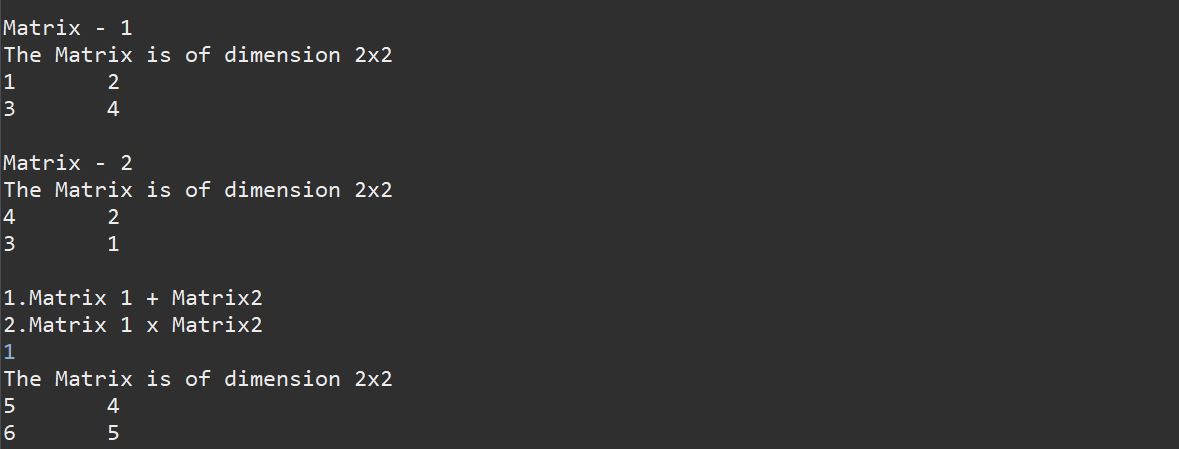 Matrix - 1
The Matrix is of dimension 2x2
1 2
3 4
Matrix - 2
The Matrix is of dimension 2x2
4 2
3 1
1.Matrix 1 + Matrix2
2.Matrix 1 x Matrix2
1
The Matrix is of dimension 2x2
5 4
6 5